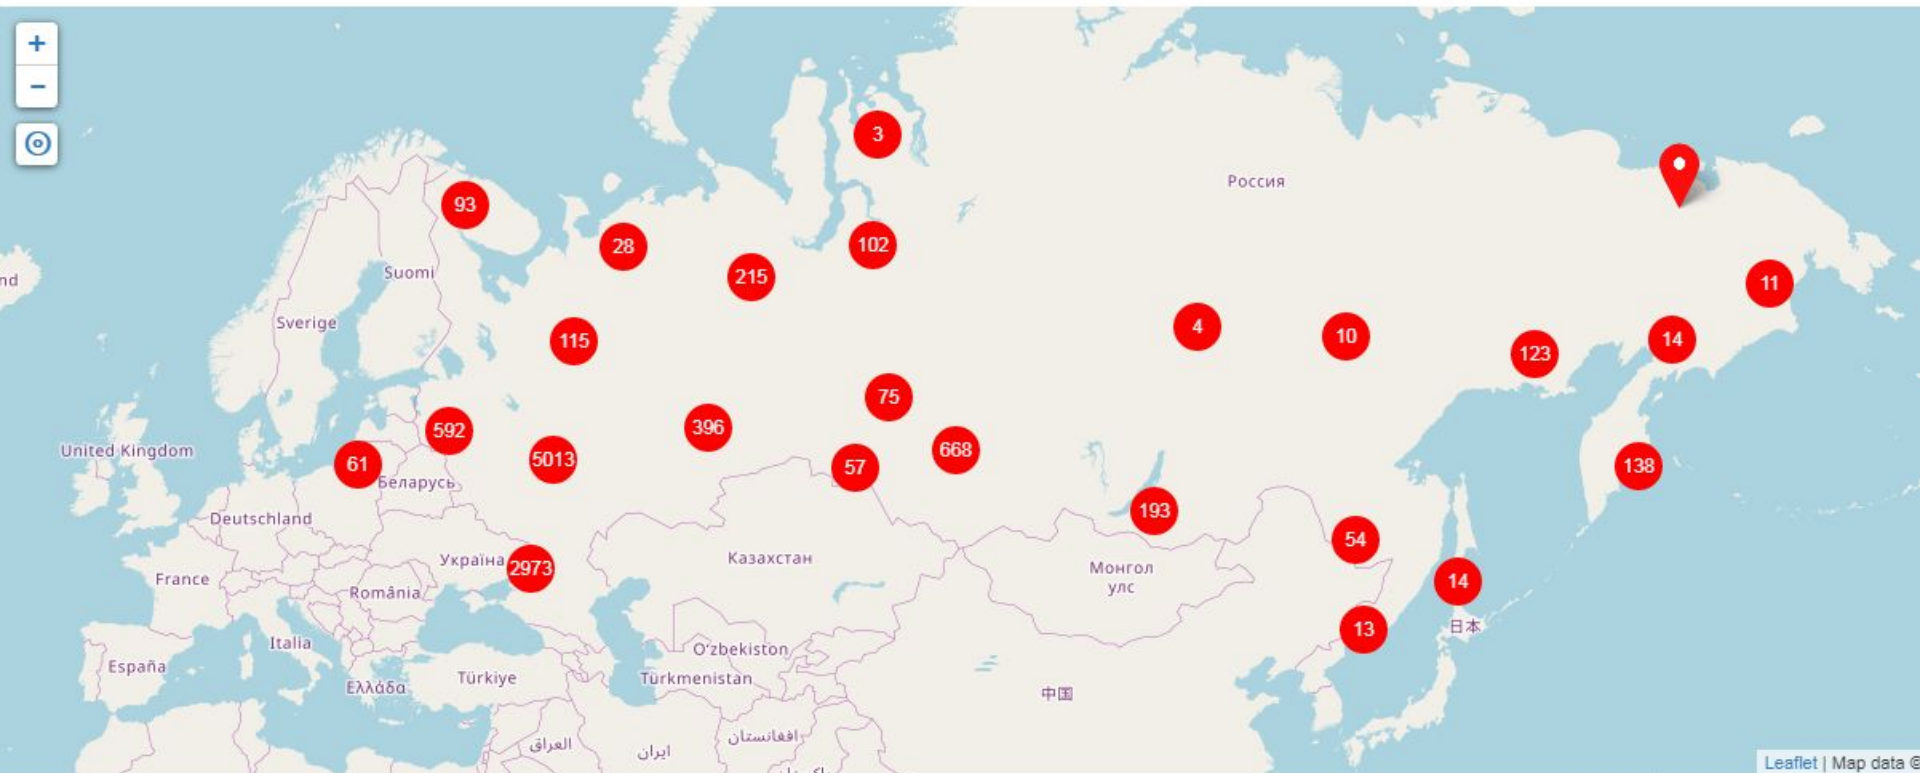 +
−
3
Россия
93
28
102
215
Suomi
nd
11
Sverige
4
10
14
115
123
75
396
592
United Kingdom
5013
668
61
57
138
Беларусь
193
Deutschland
54
Україна
2973
Казахстан
Монгол
улс
France
14
România
日本
13
Italia
O‘zbekiston
España
Türkiye
Türkmenistan
Ελλάδα
中国
افغانستان
العراق
ایران
Leaflet | Map data ©